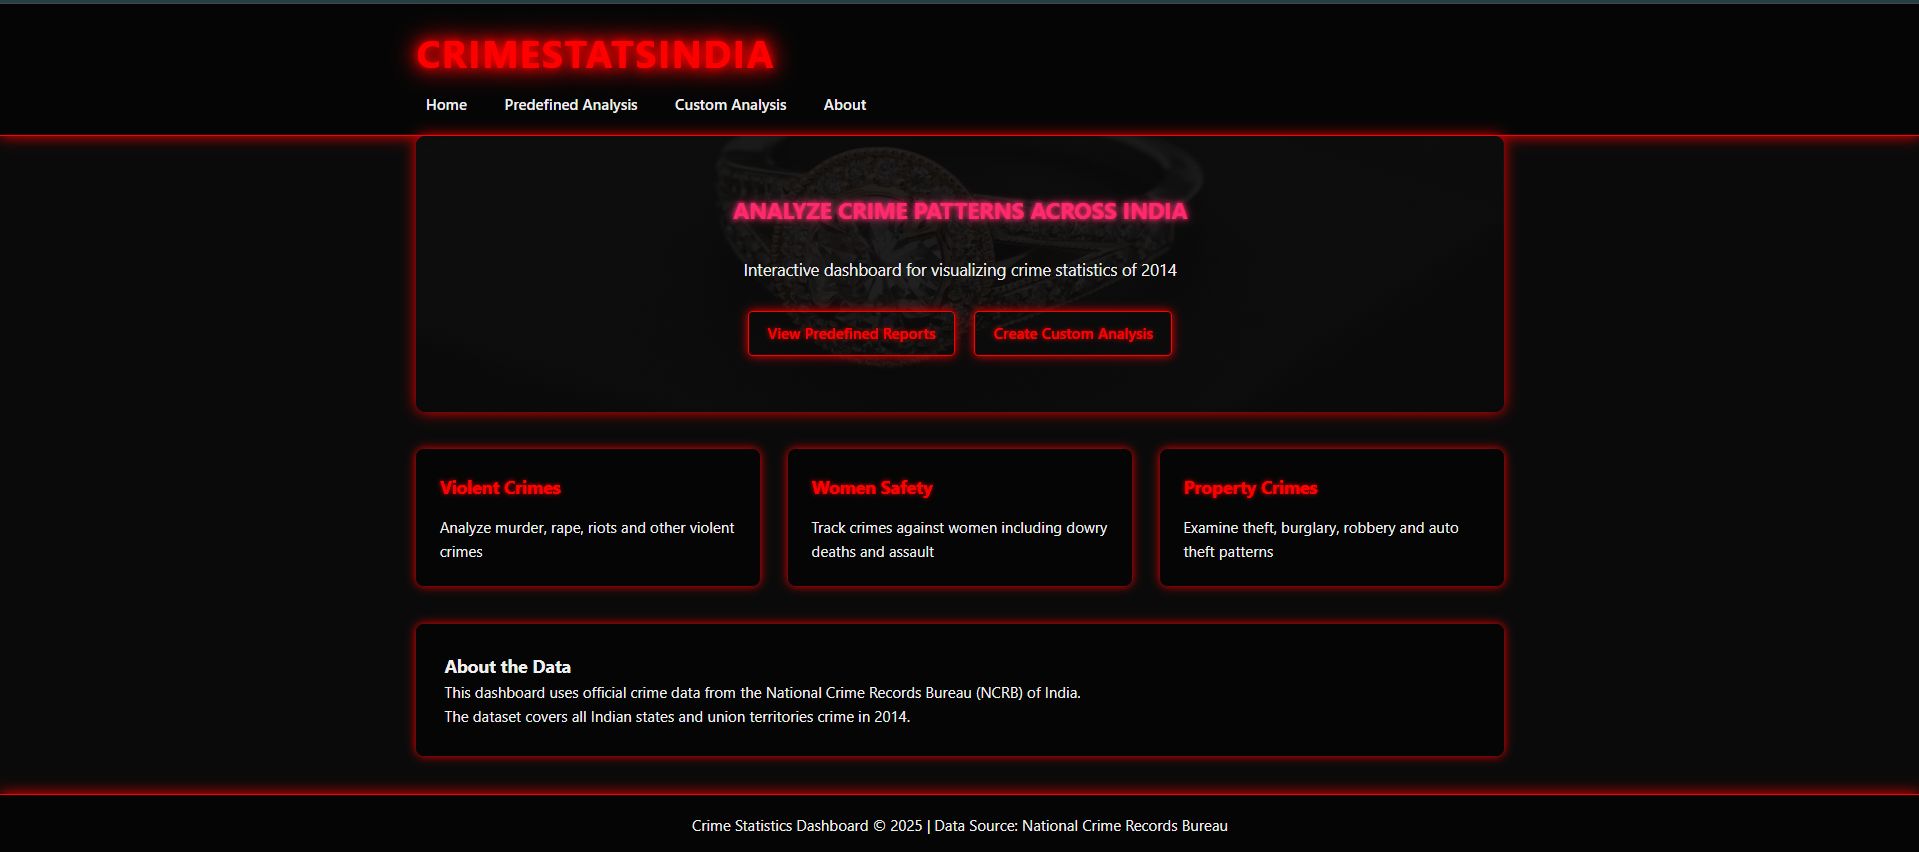 CRIMESTATSINDIA
Home Predefined Analysis Custom Analysis About
ANALYZE CRIME PATTERNS ACROSS INDIA
Interactive dashboard for visualizing crime statistics of 2014
View Predefined Reports Create Custom Analysis
Violent Crimes
Analyze murder, rape, riots and other violent
crimes
Women Safety
Track crimes against women including dowry
deaths and assault
Property Crimes
Examine theft, burglary, robbery and auto
theft patterns
About the Data
This dashboard uses official crime data from the National Crime Records Bureau (NCRB) of India.
The dataset covers all Indian states and union territories crime in 2014.
Crime Statistics Dashboard © 2025 | Data Source: National Crime Records Bureau